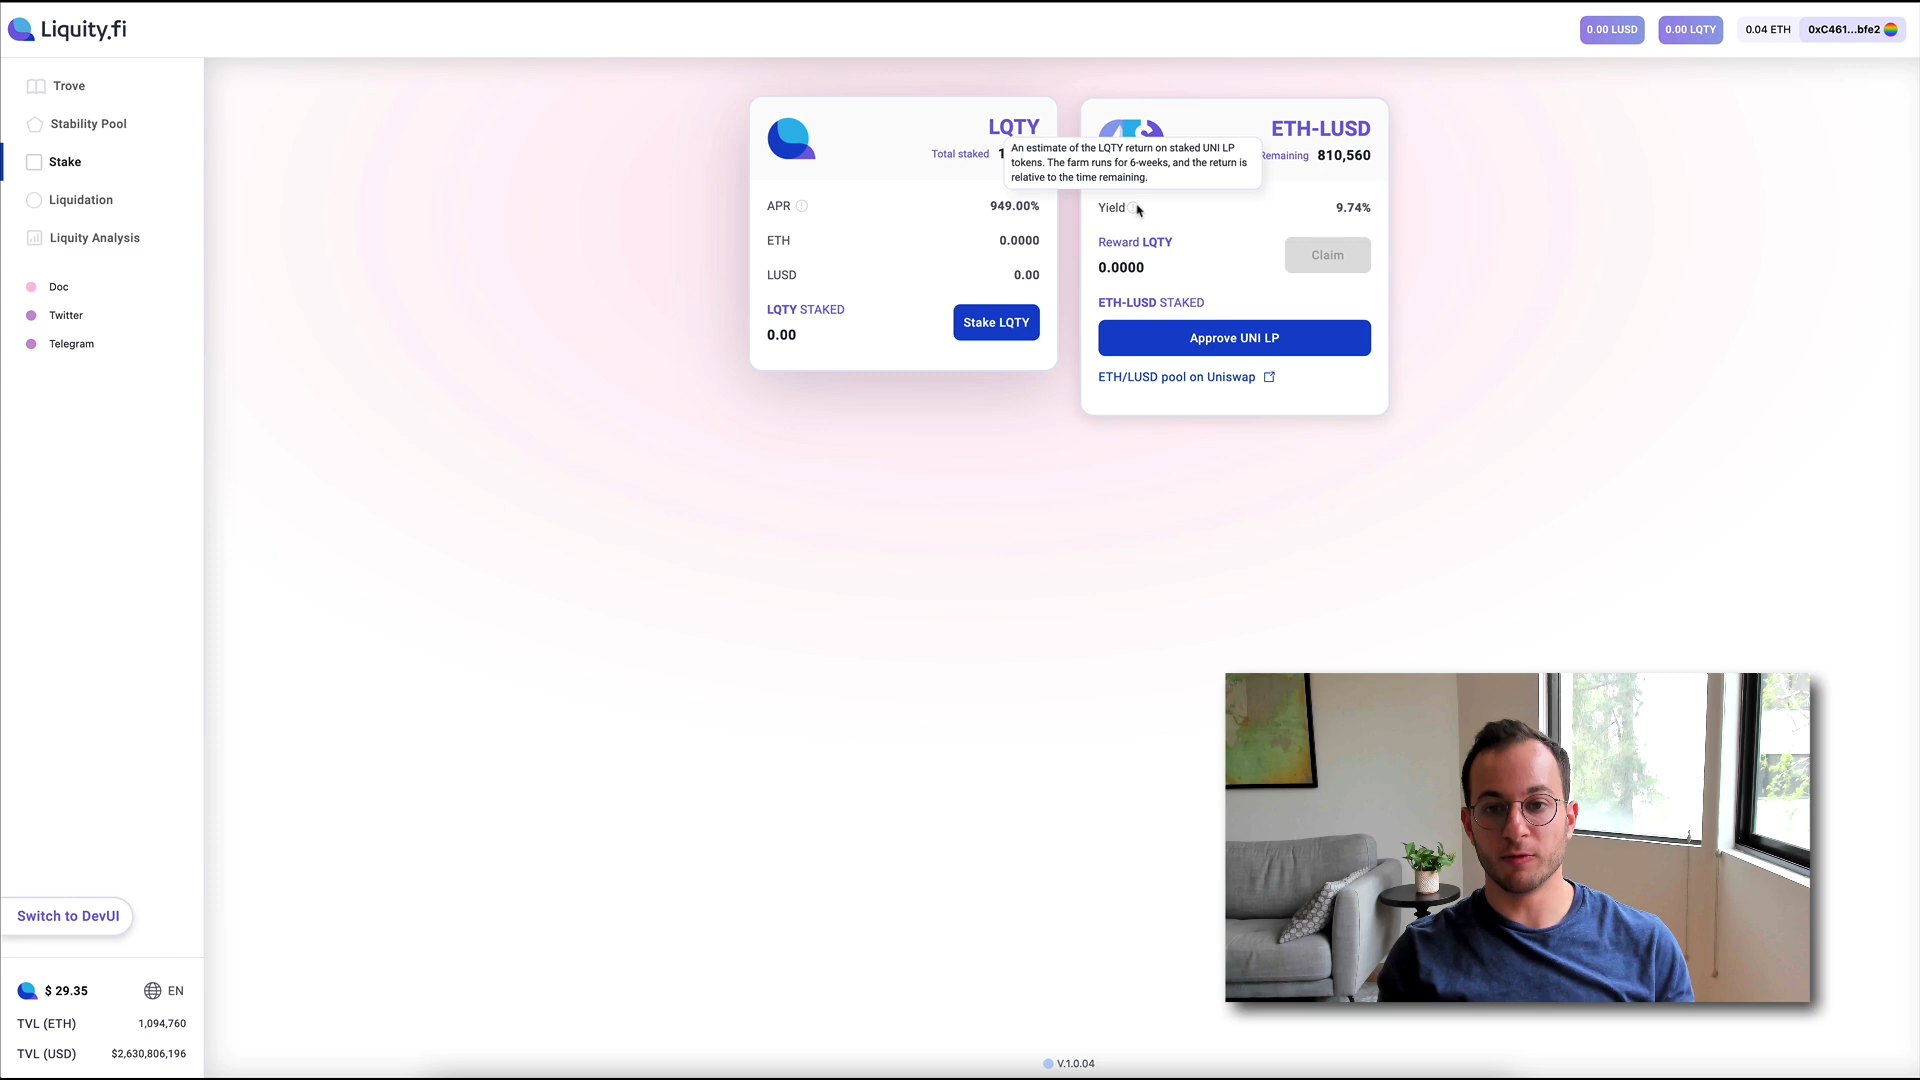 Liquity.fi
0.00 LUSD
0.00 LQTY
0.04 ETH
0xC461...bfe2
Trove
Stability Pool
Stake
Liquidation
Liquity Analysis
Doc
Twitter
Telegram
Switch to DevUI
$ 29.35
EN
TVL (ETH) 1,094,760
TVL (USD) $2,630,806,196
LQTY
Total staked 1
APR 949.00%
ETH 0.0000
LUSD 0.00
LQTY STAKED
0.00
Stake LQTY
ETH-LUSD
Remaining 810,560
An estimate of the LQTY return on staked UNI LP
tokens. The farm runs for 6-weeks, and the return is
relative to the time remaining.
Yield 9.74%
Reward LQTY
0.0000
Claim
ETH-LUSD STAKED
Approve UNI LP
ETH/LUSD pool on Uniswap
V.1.0.04